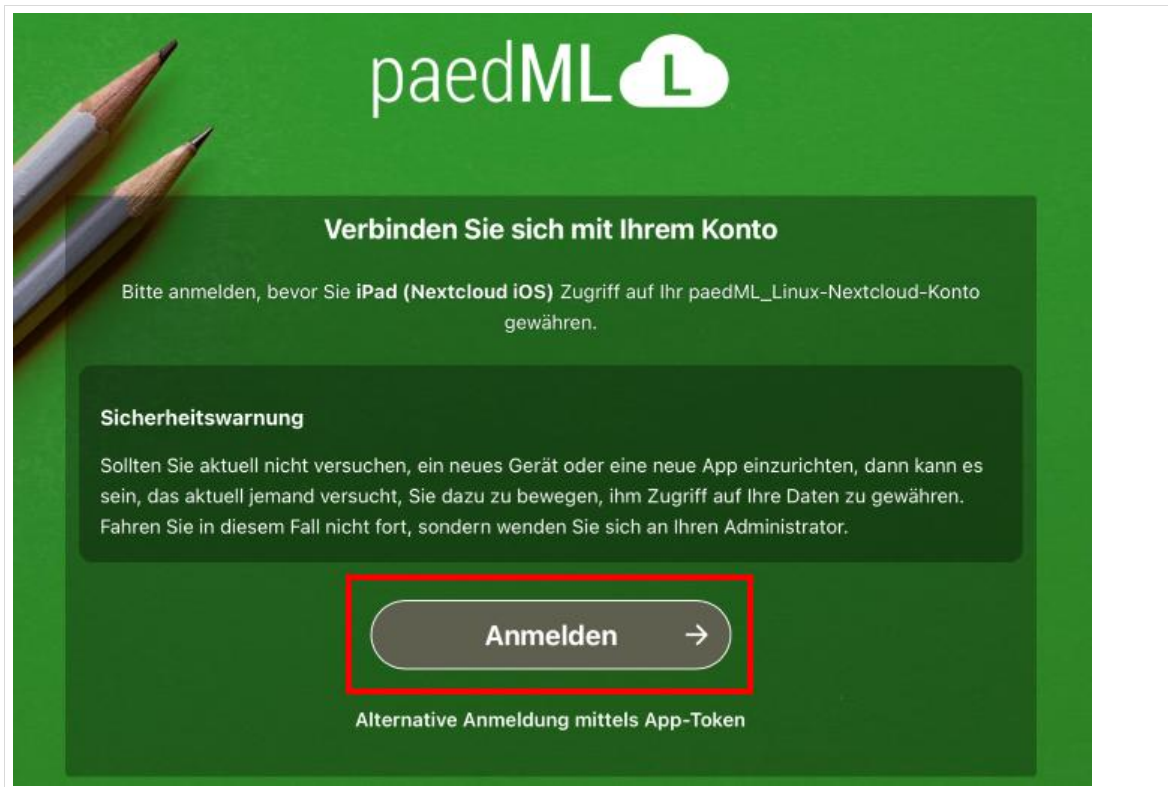 paedML L
Verbinden Sie sich mit Ihrem Konto
Bitte anmelden, bevor Sie iPad (Nextcloud iOS) Zugriff auf Ihr paedML_Linux-Nextcloud-Konto
gewähren.
Sicherheitswarnung
Sollten Sie aktuell nicht versuchen, ein neues Gerät oder eine neue App einzurichten, dann kann es
sein, das aktuell jemand versucht, Sie dazu zu bewegen, ihm Zugriff auf Ihre Daten zu gewähren.
Fahren Sie in diesem Fall nicht fort, sondern wenden Sie sich an Ihren Administrator.
Anmelden →
Alternative Anmeldung mittels App-Token